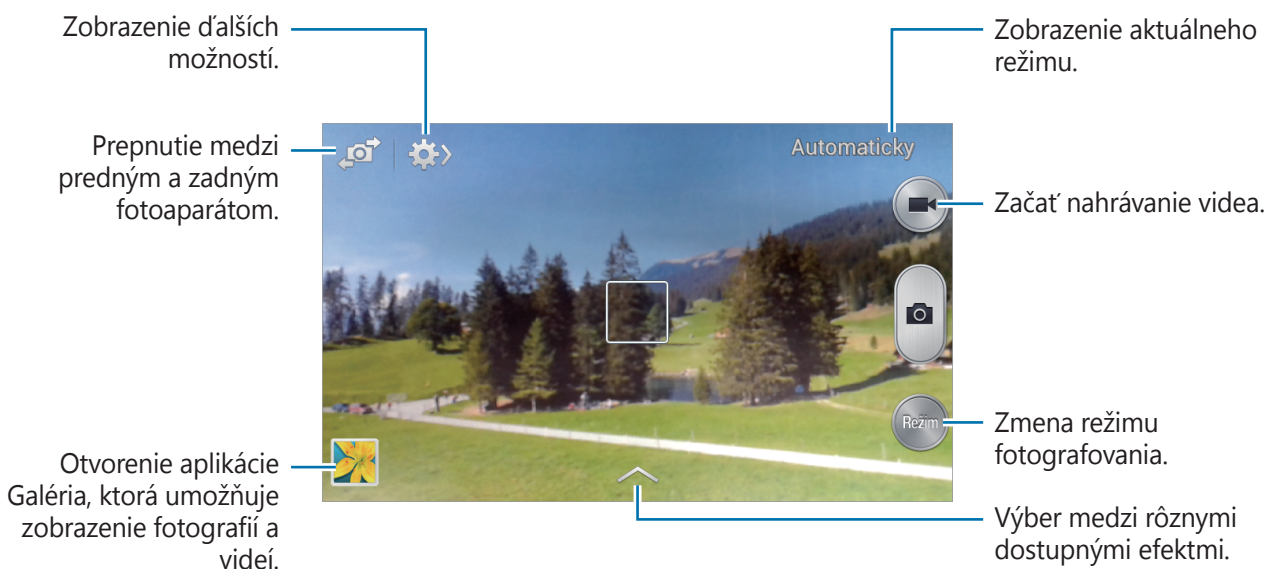 Zobrazenie ďalších
možností.
Prepnutie medzi
predným a zadným
fotoaparátom.
Otvorenie aplikácie
Galéria, ktorá umožňuje
zobrazenie fotografií a
videí.
Automaticky
Režim
Zobrazenie aktuálneho
režimu.
Začať nahrávanie videa.
Zmena režimu
fotografovania.
Výber medzi rôznymi
dostupnými efektmi.